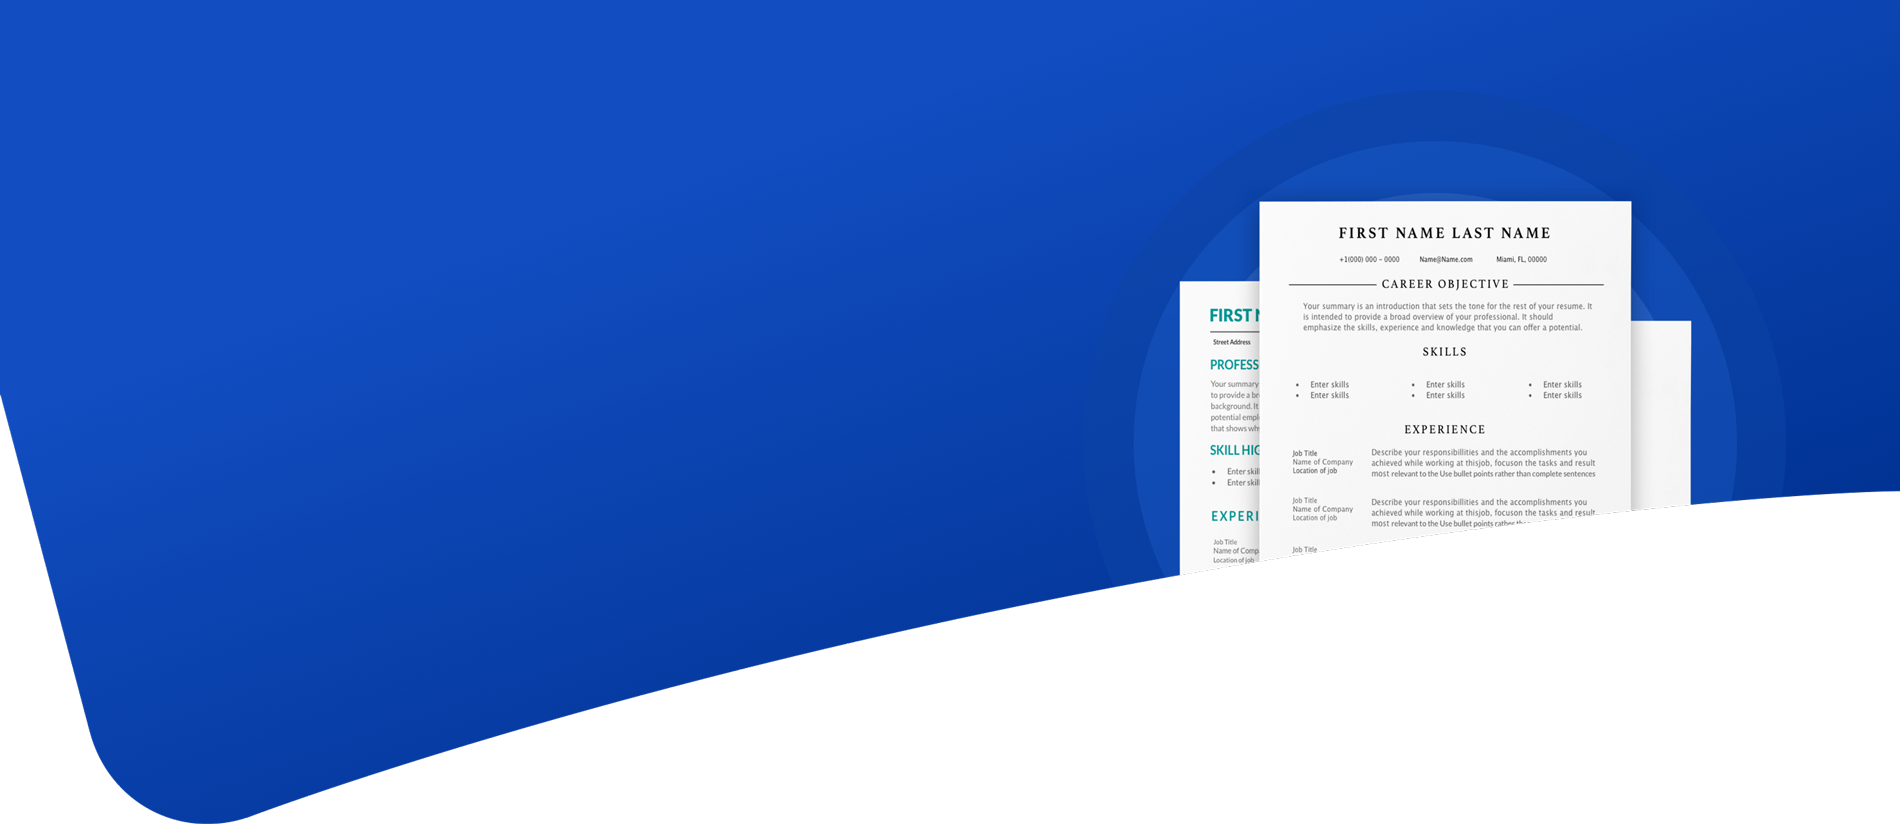 FIRST NAME LAST NAME
+1(000) 000 – 0000 Name@Name.com Miami, FL, 00000
CAREER OBJECTIVE
Your summary is an introduction that sets the tone for the rest of your resume. It
is intended to provide a broad overview of your professional. It should
emphasize the skills, experience and knowledge that you can offer a potential.
SKILLS
• Enter skills • Enter skills • Enter skills
• Enter skills • Enter skills • Enter skills
EXPERIENCE
Job Title
Name of Company
Location of job
Describe your responsibillities and the accomplishments you
achieved while working at thisjob, focuson the tasks and result
most relevant to the Use bullet points rather than complete sentences
Job Title
Name of Company
Location of job
Describe your responsibillities and the accomplishments you
achieved while working at thisjob, focuson the tasks and result
most relevant to the Use bullet points rather
Job Title
FIRST
Street Address
PROFESS
Your summary
to provide a
background. It
potential empl
that shows
SKILL HIG
• Enter skill
• Enter skill
EXPERI
Job Title
Name of Comp
Location of job